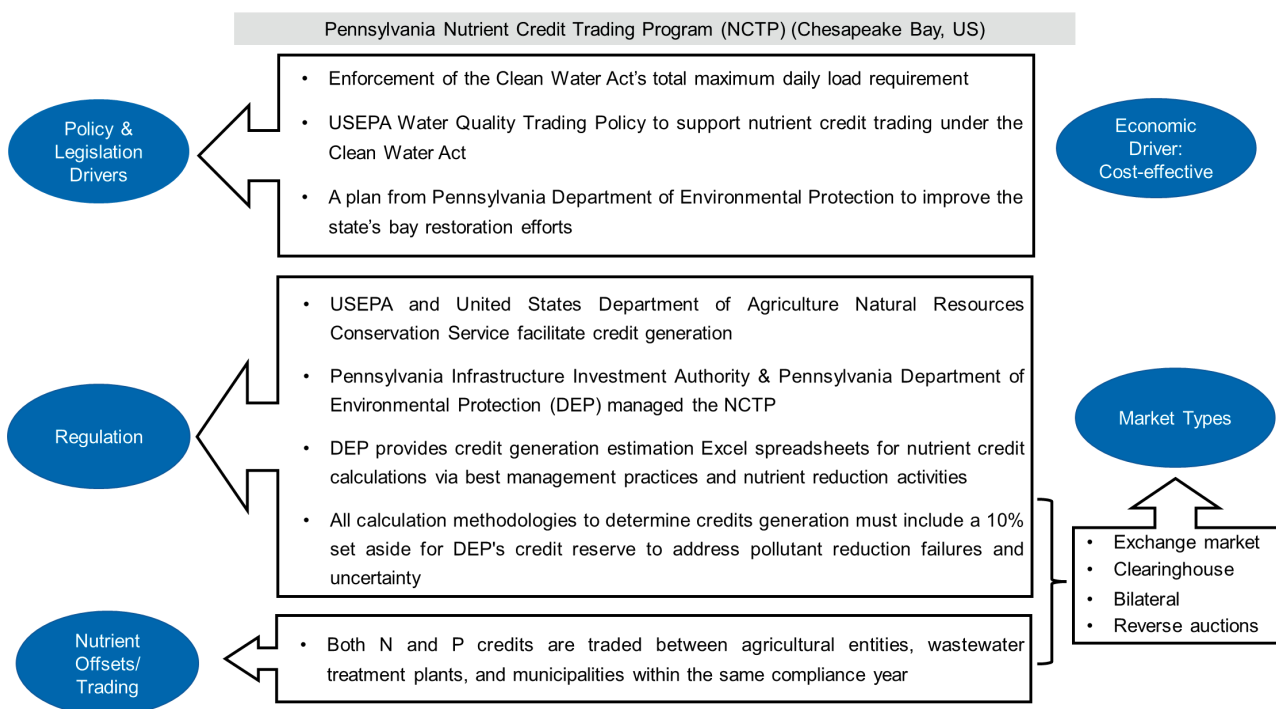 Pennsylvania Nutrient Credit Trading Program (NCTP) (Chesapeake Bay, US)
Policy &
Legislation
Drivers
• Enforcement of the Clean Water Act's total maximum daily load requirement
• USEPA Water Quality Trading Policy to support nutrient credit trading under the
Clean Water Act
• A plan from Pennsylvania Department of Environmental Protection to improve the
state's bay restoration efforts
Economic
Driver:
Cost-effective
Regulation
• USEPA and United States Department of Agriculture Natural Resources
Conservation Service facilitate credit generation
• Pennsylvania Infrastructure Investment Authority & Pennsylvania Department of
Environmental Protection (DEP) managed the NCTP
• DEP provides credit generation estimation Excel spreadsheets for nutrient credit
calculations via best management practices and nutrient reduction activities
• All calculation methodologies to determine credits generation must include a 10%
set aside for DEP's credit reserve to address pollutant reduction failures and
uncertainty
Market Types
• Exchange market
• Clearinghouse
• Bilateral
• Reverse auctions
Nutrient
Offsets/
Trading
• Both N and P credits are traded between agricultural entities, wastewater
treatment plants, and municipalities within the same compliance year